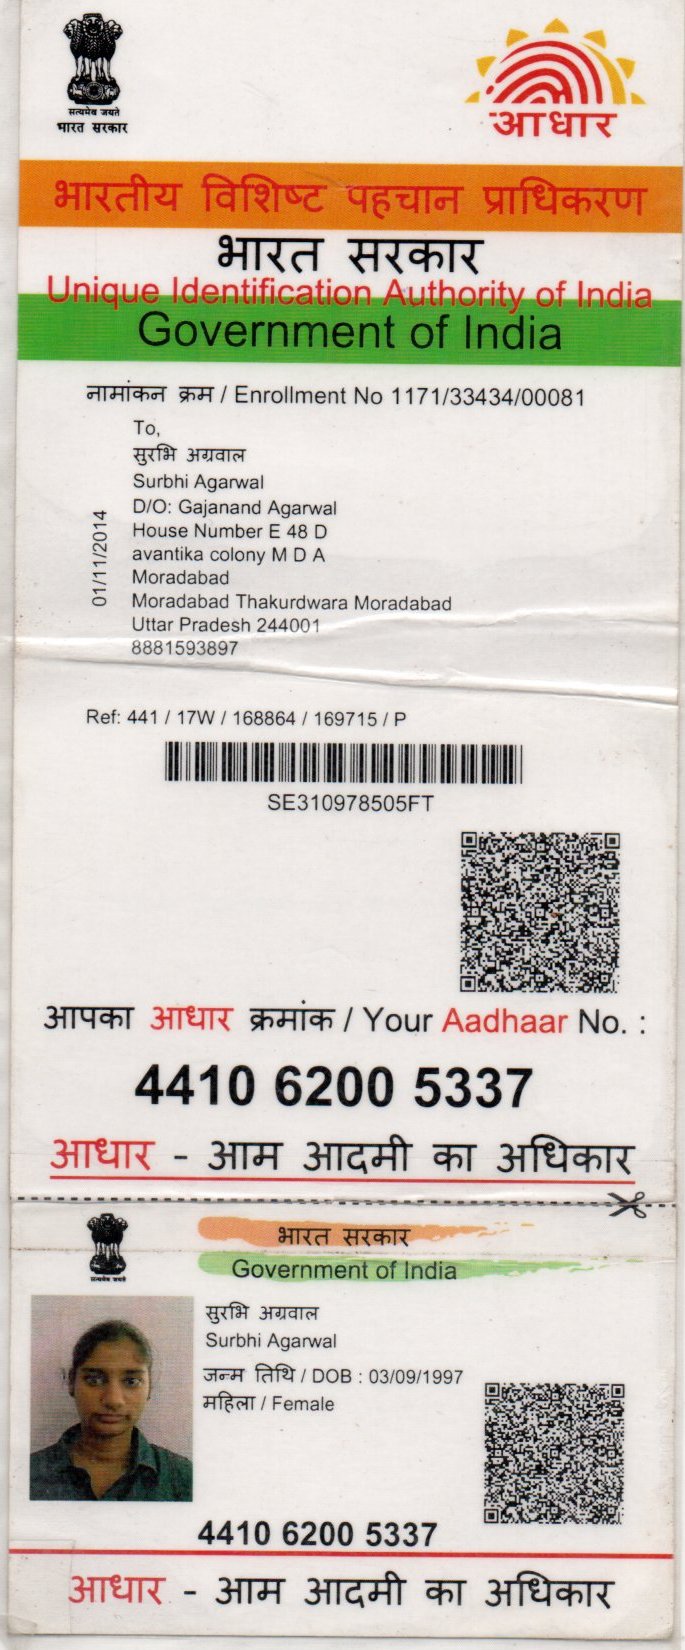 सत्यमेव जयते
भारत सरकार
आधार
भारतीय विशिष्ट पहचान प्राधिकरण
भारत सरकार
Unique Identification Authority of India
Government of India
नामांकन क्रम / Enrollment No 1171/33434/00081
To,
सुरभि अग्रवाल
Surbhi Agarwal
D/O: Gajanand Agarwal
House Number E 48 D
avantika colony M D A
Moradabad
Moradabad Thakurdwara Moradabad
Uttar Pradesh 244001
8881593897
01/11/2014
Ref: 441 / 17W / 168864 / 169715 / P
SE310978505FT
आपका आधार क्रमांक / Your Aadhaar No. :
4410 6200 5337
आधार - आम आदमी का अधिकार
सत्यमेव जयते
भारत सरकार
Government of India
सुरभि अग्रवाल
Surbhi Agarwal
जन्म तिथि / DOB : 03/09/1997
महिला / Female
4410 6200 5337
आधार - आम आदमी का अधिकार